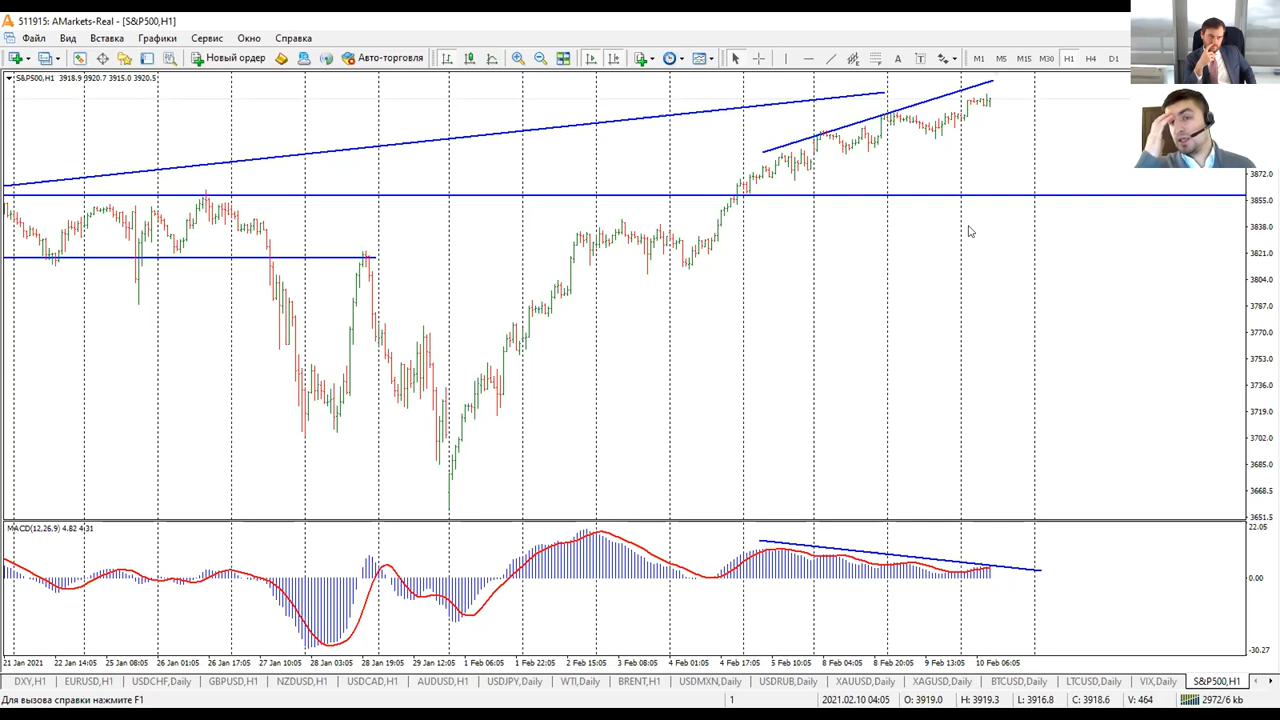 511915: AMarkets-Real - [S&P500,H1]
Файл Вид Вставка Графики Сервис Окно Справка
Новый ордер Авто-торговля A T M1 M5 M15 M30 H1 H4 D1
S&P500,H1 3918.9 3920.7 3915.0 3920.5
3872.0
3855.0
3838.0
3821.0
3804.0
3787.0
3770.0
3753.0
3736.0
3719.0
3702.0
3685.0
3668.5
3651.5
MACD(12,26,9) 4.82 4.31
22.05
0.00
-30.27
21 Jan 2021 22 Jan 14:05 25 Jan 08:05 26 Jan 01:05 26 Jan 17:05 27 Jan 10:05 28 Jan 03:05 28 Jan 19:05 29 Jan 12:05 1 Feb 06:05 1 Feb 22:05 2 Feb 15:05 3 Feb 08:05 4 Feb 01:05 4 Feb 17:05 5 Feb 10:05 8 Feb 04:05 8 Feb 20:05 9 Feb 13:05 10 Feb 06:05
DXY,H1 EURUSD,H1 USDCHF,Daily GBPUSD,H1 NZDUSD,H1 USDCAD,H1 AUDUSD,H1 USDJPY,Daily WTI,Daily BRENT,H1 USDMXN,Daily USDRUB,Daily XAUUSD,Daily XAGUSD,Daily BTCUSD,Daily LTCUSD,Daily VIX,Daily S&P500,H1
Для вызова справки нажмите F1 1 2021.02.10 04:05 O: 3919.0 H: 3919.3 L: 3916.8 C: 3918.6 V: 464 2972/6 kb